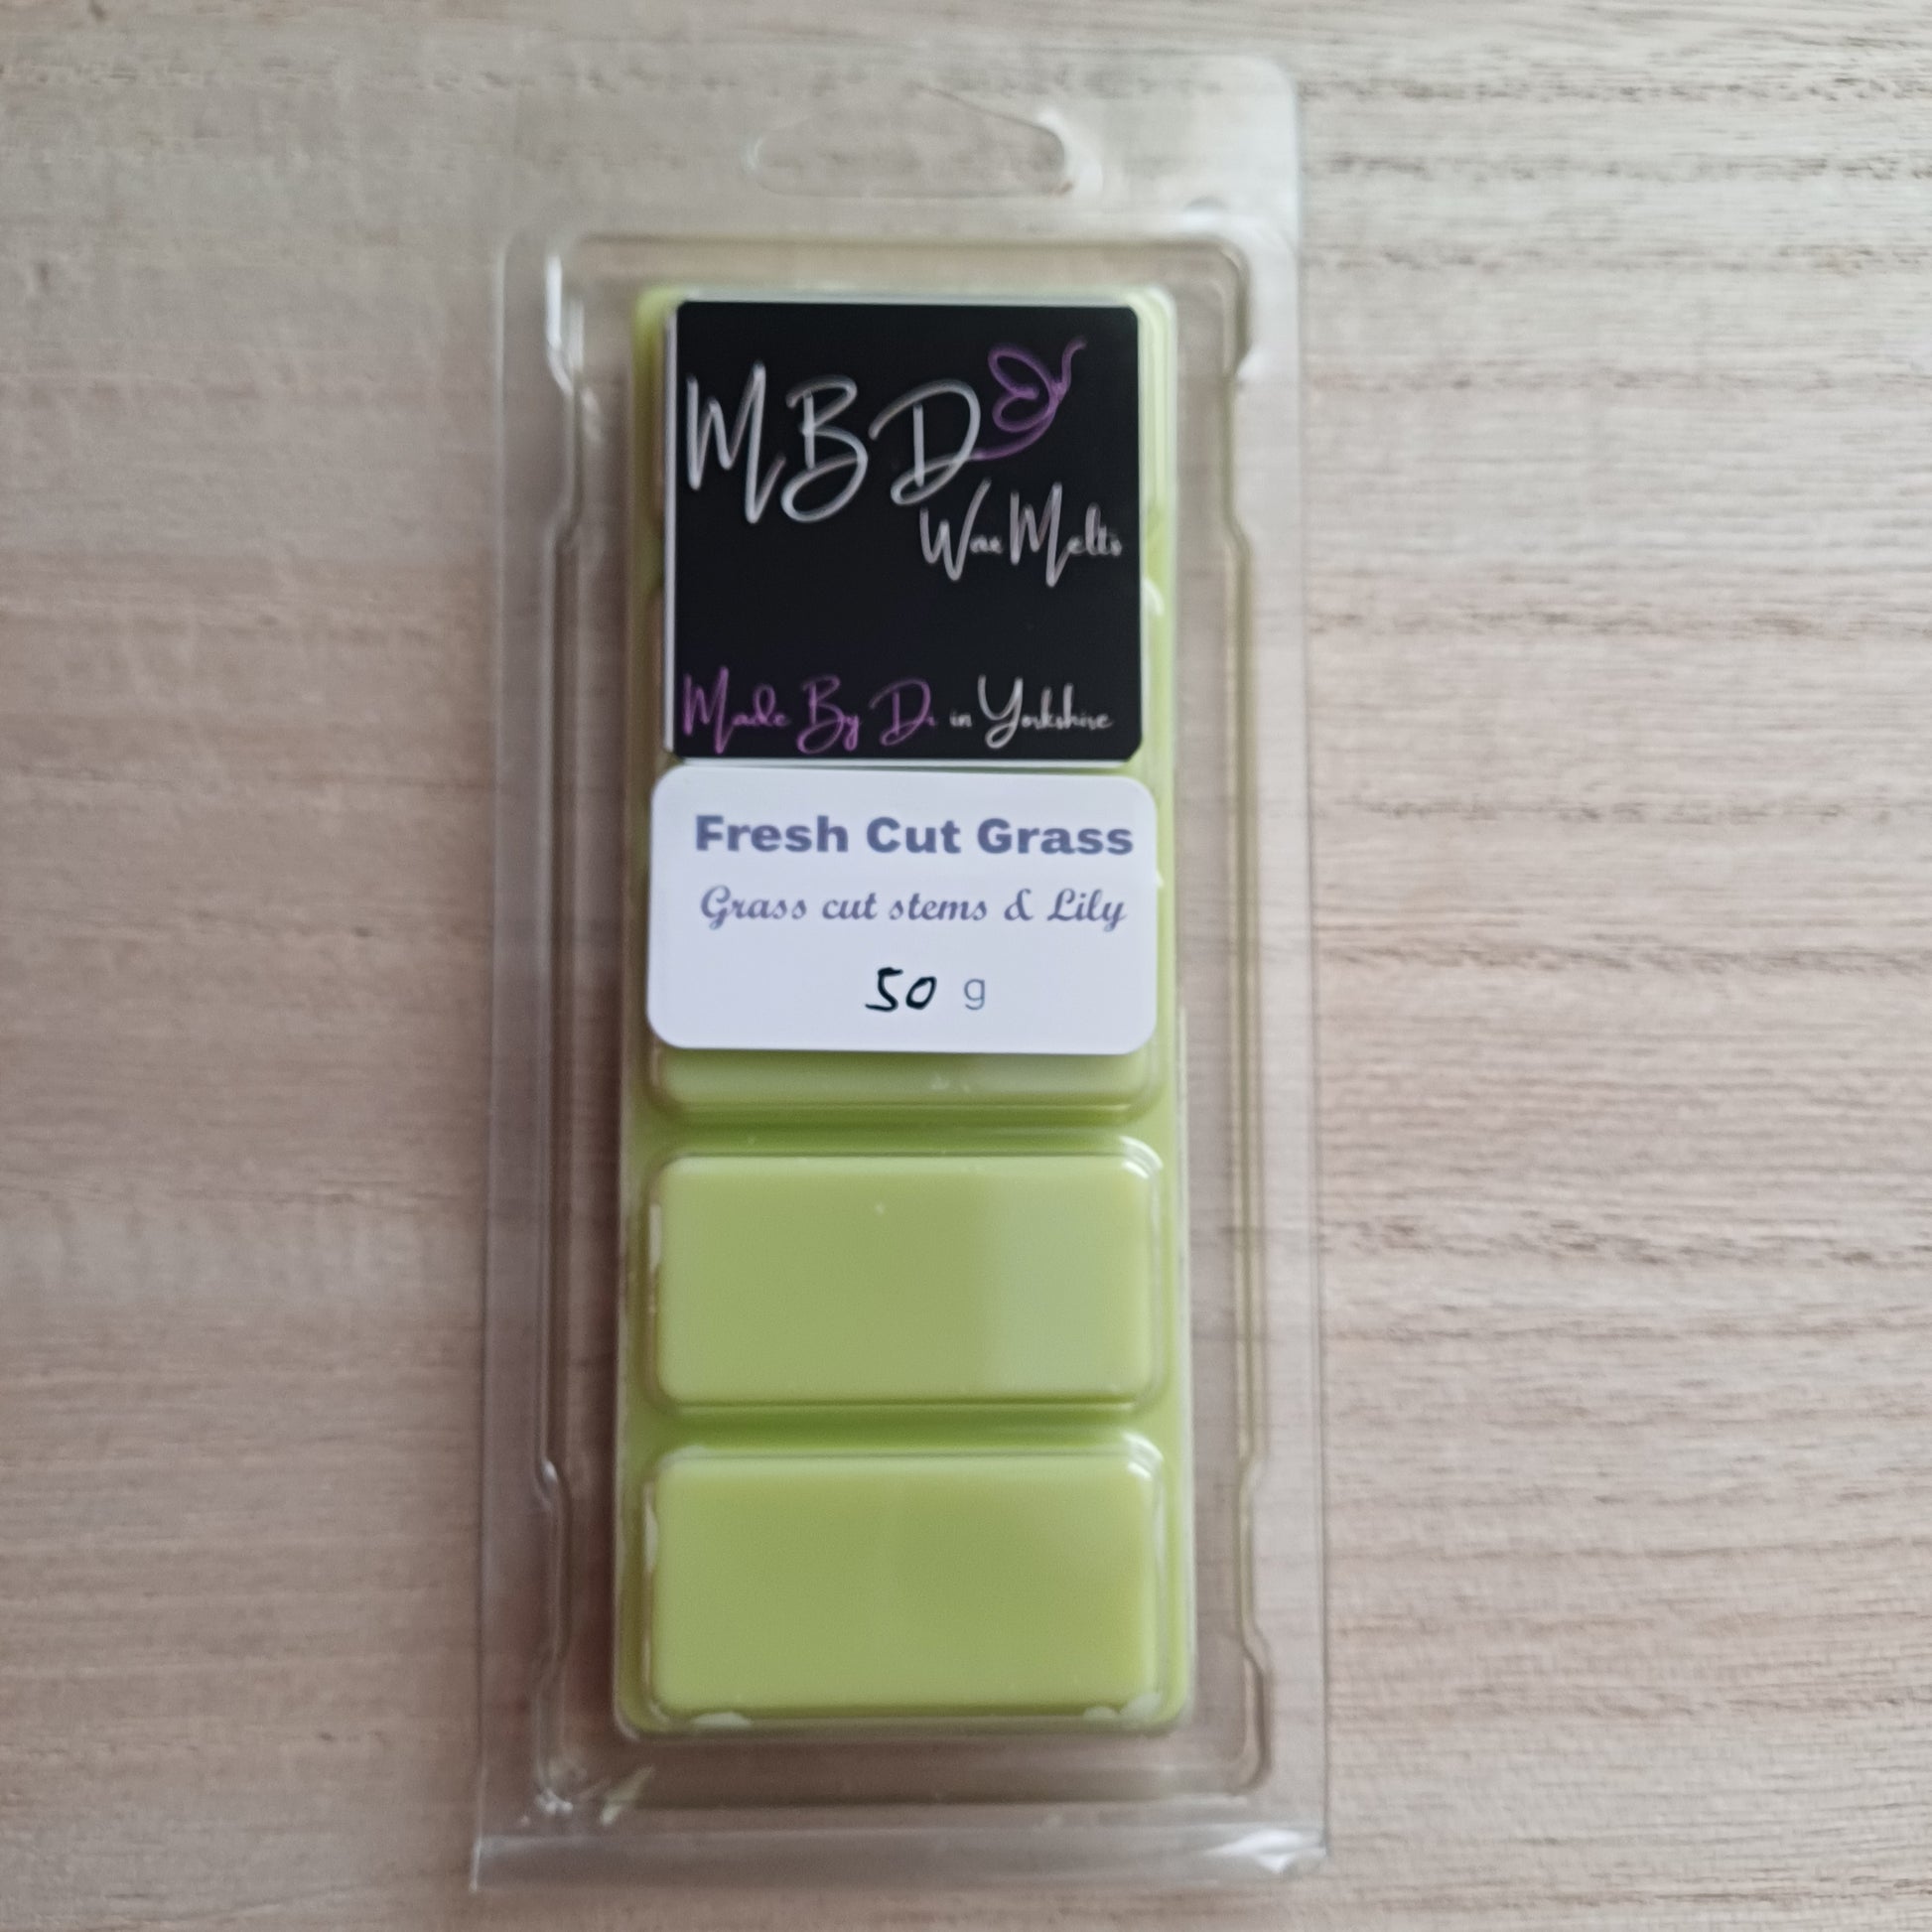 MBD
Wax Melts
Made By Di in Yorkshire
Fresh Cut Grass
Grass cut stems & Lily
50 g